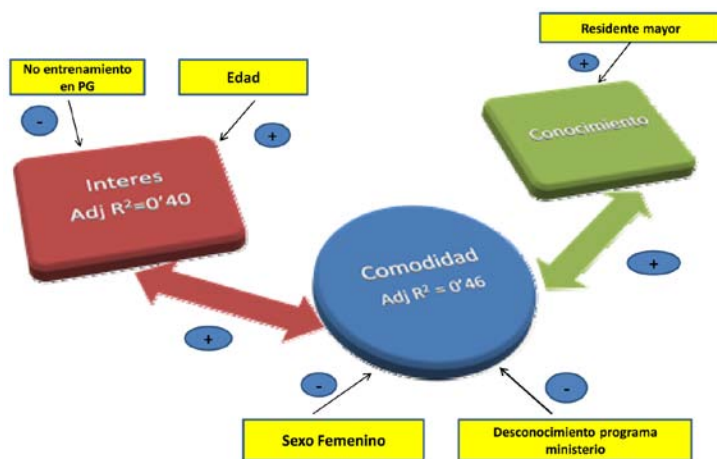 Residente mayor
+
No entrenamiento
en PG
Edad
-
+
Conocimiento
Interes
Adj R²=0'40
Comodidad
Adj R² = 0'46
+
+
-
-
Sexo Femenino
Desconocimiento programa
ministerio